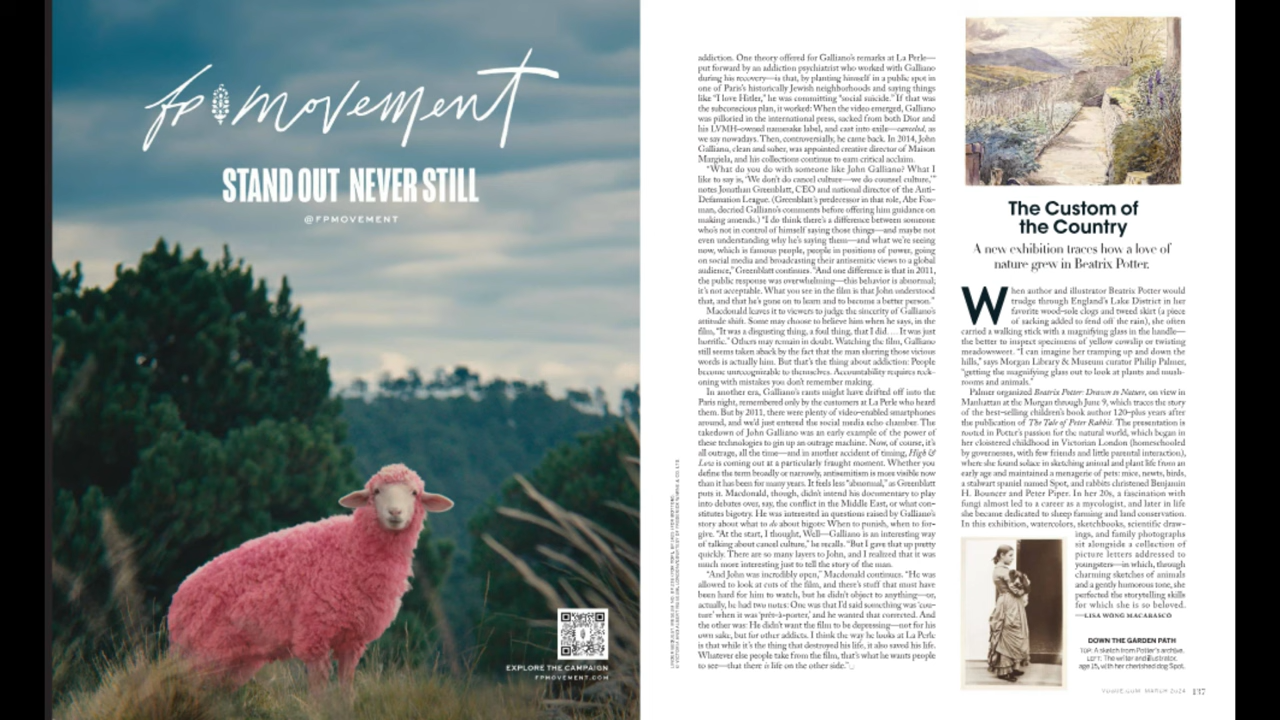 fp movement
STAND OUT NEVER STILL
@FPMOVEMENT
EXPLORE THE CAMPAIGN
FPMOVEMENT.COM
addiction. One theory offered for Galliano's remarks at La Perle—
put forward by an addiction psychiatrist who worked with Galliano
during his recovery—is that, by planting himself in a public spot in
one of Paris's historically Jewish neighborhoods and saying things
like "I love Hitler," he was committing "social suicide." If that was
the subconscious plan, it worked: When the video emerged, Galliano
was pilloried in the international press, sacked from both Dior and
his LVMH-owned namesake label, and cast into exile—canceled, as
we say nowadays. Then, controversially, he came back. In 2014, John
Galliano, clean and sober, was appointed creative director of Maison
Margiela, and his collections continue to earn critical acclaim.
"What do you do with someone like John Galliano? What I
like to say is, 'We don't do cancel culture—we do counsel culture,'"
notes Jonathan Greenblatt, CEO and national director of the Anti-
Defamation League. (Greenblatt's predecessor in that role, Abe Fox-
man, decried Galliano's comments before offering him guidance on
making amends.) "I do think there's a difference between someone
who's not in control of himself saying those things—and maybe not
even understanding why he's saying them—and what we're seeing
now, which is famous people, people in positions of power, going
on social media and broadcasting their antisemitic views to a global
audience," Greenblatt continues. "And one difference is that in 2011,
the public response was overwhelming—this behavior is abnormal;
it's not acceptable. What you see in the film is that John understood
that, and that he's gone on to learn and to become a better person."
Macdonald leaves it to viewers to judge the sincerity of Galliano's
attitude shift. Some may choose to believe him when he says, in the
film, "It was a disgusting thing, a foul thing, that I did. . . . It was just
horrific." Others may remain in doubt. Watching the film, Galliano
still seems taken aback by the fact that the man slurring those vicious
words is actually him. But that's the thing about addiction: People
become unrecognizable to themselves. Accountability requires reck-
oning with mistakes you don't remember making.
In another era, Galliano's rants might have drifted off into the
Paris night, remembered only by the customers at La Perle who heard
them. But by 2011, there were plenty of video-enabled smartphones
around, and we'd just entered the social media echo chamber. The
takedown of John Galliano was an early example of the power of
these technologies to gin up an outrage machine. Now, of course, it's
all outrage, all the time—and in another accident of timing, High &
Low is coming out at a particularly fraught moment. Whether you
define the term broadly or narrowly, antisemitism is more visible now
than it has been for many years. It feels less "abnormal," as Greenblatt
puts it. Macdonald, though, didn't intend his documentary to play
into debates over, say, the conflict in the Middle East, or what con-
stitutes bigotry. He was interested in questions raised by Galliano's
story about what to do about bigots: When to punish, when to for-
give. "At the start, I thought, Well—Galliano is an interesting way
of talking about cancel culture," he recalls. "But I gave that up pretty
quickly. There are so many layers to John, and I realized that it was
much more interesting just to tell the story of the man.
"And John was incredibly open," Macdonald continues. "He was
allowed to look at cuts of the film, and there's stuff that must have
been hard for him to watch, but he didn't object to anything—or,
actually, he had two notes: One was that I'd said something was 'cou-
ture' when it was 'prêt-à-porter,' and he wanted that corrected. And
the other was: He didn't want the film to be depressing—not for his
own sake, but for other addicts. I think the way he looks at La Perle
is that while it's the thing that destroyed his life, it also saved his life.
Whatever else people take from the film, that's what he wants people
to see—that there is life on the other side."
The Custom of
the Country
A new exhibition traces how a love of
nature grew in Beatrix Potter.
When author and illustrator Beatrix Potter would
trudge through England's Lake District in her
favorite wood-sole clogs and tweed skirt (a piece
of sacking added to fend off the rain), she often
carried a walking stick with a magnifying glass in the handle—
the better to inspect specimens of yellow cowslip or twisting
meadowsweet. "I can imagine her tramping up and down the
hills," says Morgan Library & Museum curator Philip Palmer,
"getting the magnifying glass out to look at plants and mush-
rooms and animals."
Palmer organized Beatrix Potter: Drawn to Nature, on view in
Manhattan at the Morgan through June 9, which traces the story
of the best-selling children's book author 120-plus years after
the publication of The Tale of Peter Rabbit. The presentation is
rooted in Potter's passion for the natural world, which began in
her cloistered childhood in Victorian London (homeschooled
by governesses, with few friends and little parental interaction),
where she found solace in sketching animal and plant life from an
early age and maintained a menagerie of pets: mice, newts, birds,
a stalwart spaniel named Spot, and rabbits christened Benjamin
H. Bouncer and Peter Piper. In her 20s, a fascination with
fungi almost led to a career as a mycologist, and later in life
she became dedicated to sheep farming and land conservation.
In this exhibition, watercolors, sketchbooks, scientific draw-
ings, and family photographs
sit alongside a collection of
picture letters addressed to
youngsters—in which, through
charming sketches of animals
and a gently humorous tone, she
perfected the storytelling skills
for which she is so beloved.
—LISA WONG MACABASCO
DOWN THE GARDEN PATH
TOP: A sketch from Potter's archive.
LEFT: The writer and illustrator,
age 15, with her cherished dog Spot.
VOGUE.COM MARCH 2024 137